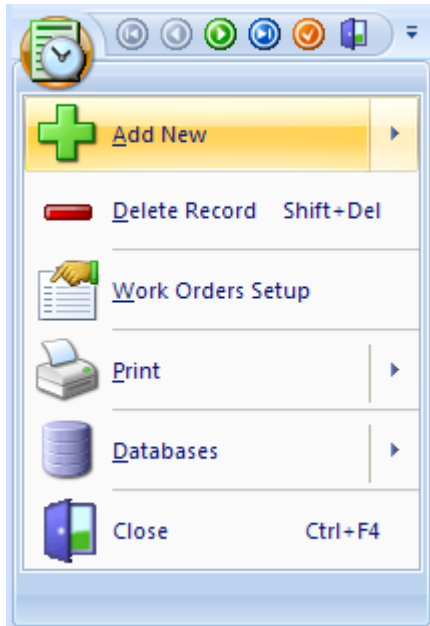 Add New
Delete Record Shift+Del
Work Orders Setup
Print
Databases
Close Ctrl+F4